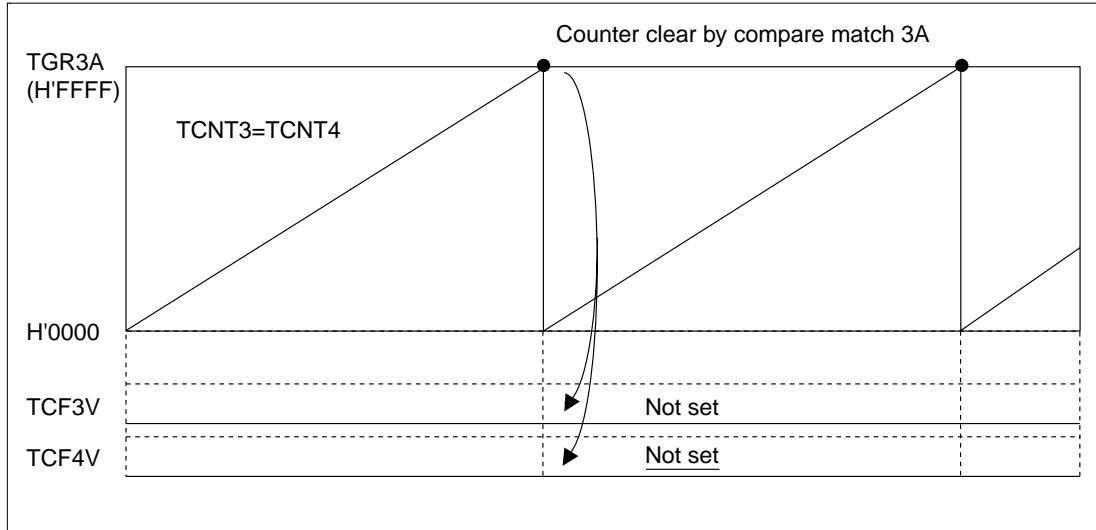 Counter clear by compare match 3A
TGR3A
(H'FFFF)
TCNT3=TCNT4
H'0000
TCF3V
Not set
TCF4V
Not set